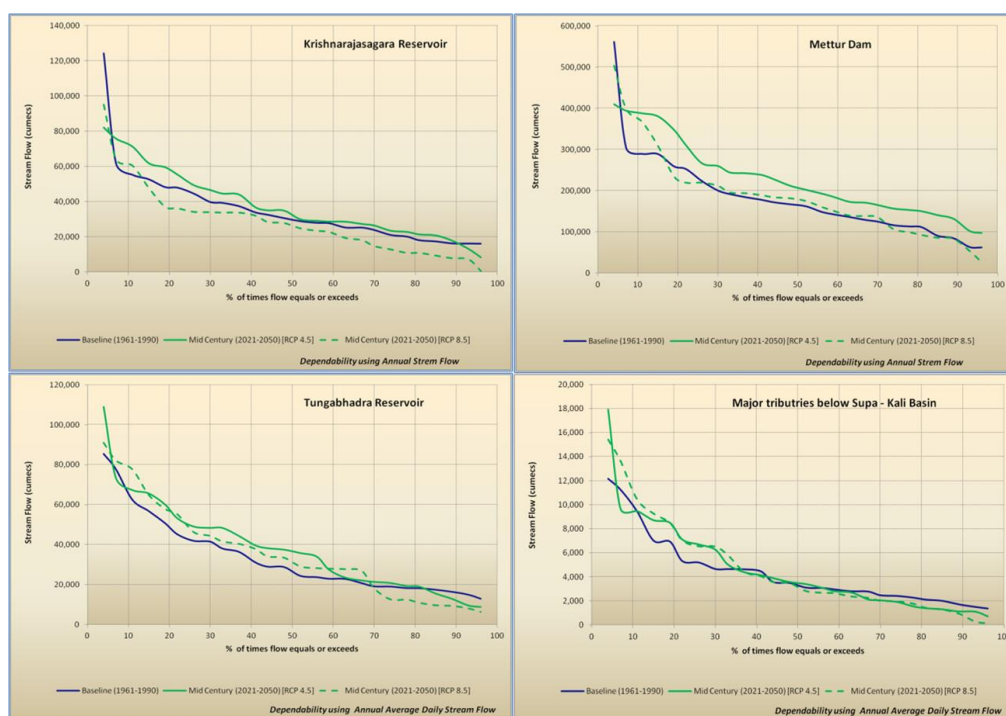 Krishnarajasagara Reservoir
140,000
120,000
100,000
80,000
60,000
40,000
20,000
0
Stream Flow (cumecs)
0 10 20 30 40 50 60 70 80 90 100
% of times flow equals or exceeds
Baseline (1961-1990) Mid Century (2021-2050) [RCP 4.5] Mid Century (2021-2050) [RCP 8.5]
Dependability using Annual Strem Flow
Mettur Dam
600,000
500,000
400,000
300,000
200,000
100,000
0
Stream Flow (cumecs)
0 10 20 30 40 50 60 70 80 90 100
% of times flow equals or exceeds
Baseline (1961-1990) Mid Century (2021-2050) [RCP 4.5] Mid Century (2021-2050) [RCP 8.5]
Dependability using Annual Strem Flow
Tungabhadra Reservoir
120,000
100,000
80,000
60,000
40,000
20,000
0
Stream Flow (cumecs)
0 10 20 30 40 50 60 70 80 90 100
% of times flow equals or exceeds
Baseline (1961-1990) Mid Century (2021-2050) [RCP 4.5] Mid Century (2021-2050) [RCP 8.5]
Dependability using Annual Average Daily Stream Flow
Major tributries below Supa - Kali Basin
20,000
18,000
16,000
14,000
12,000
10,000
8,000
6,000
4,000
2,000
0
Stream Flow (cumecs)
0 10 20 30 40 50 60 70 80 90 100
% of times flow equals or exceeds
Baseline (1961-1990) Mid Century (2021-2050) [RCP 4.5] Mid Century (2021-2050) [RCP 8.5]
Dependability using Annual Average Daily Stream Flow